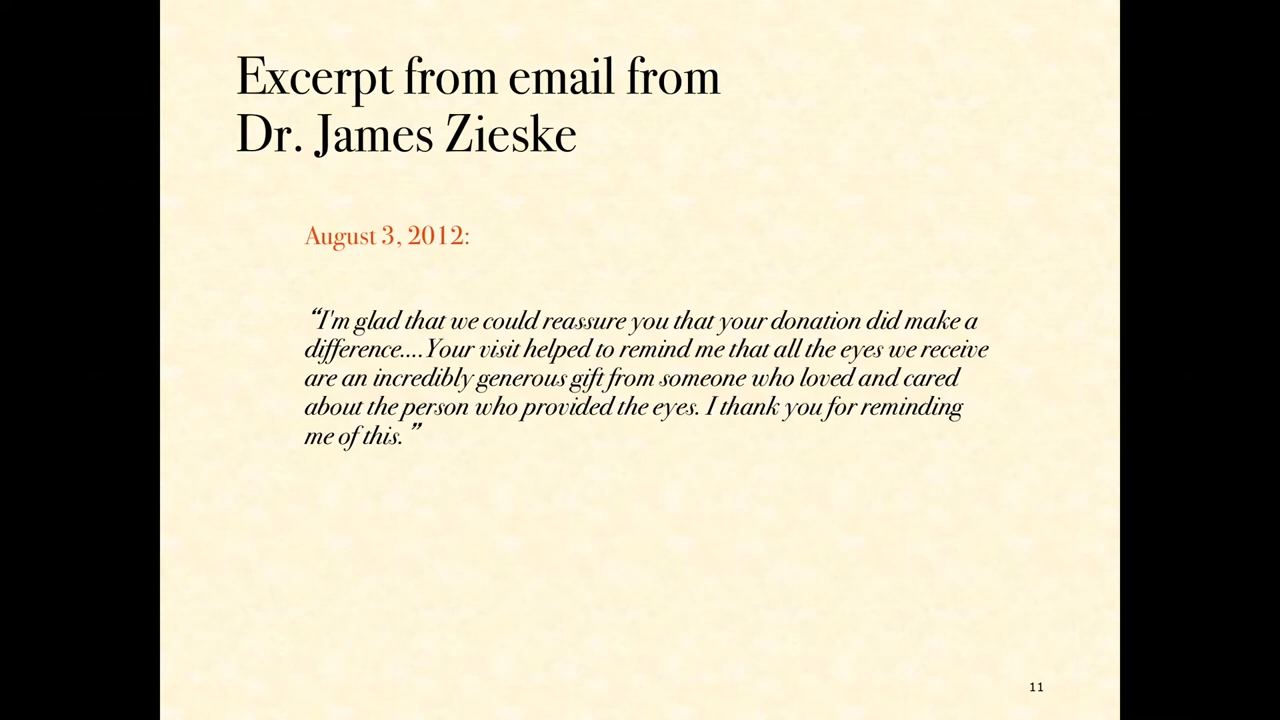 Excerpt from email from
Dr. James Zieske
August 3, 2012:
“I'm glad that we could reassure you that your donation did make a
difference....Your visit helped to remind me that all the eyes we receive
are an incredibly generous gift from someone who loved and cared
about the person who provided the eyes. I thank you for reminding
me of this.”
11